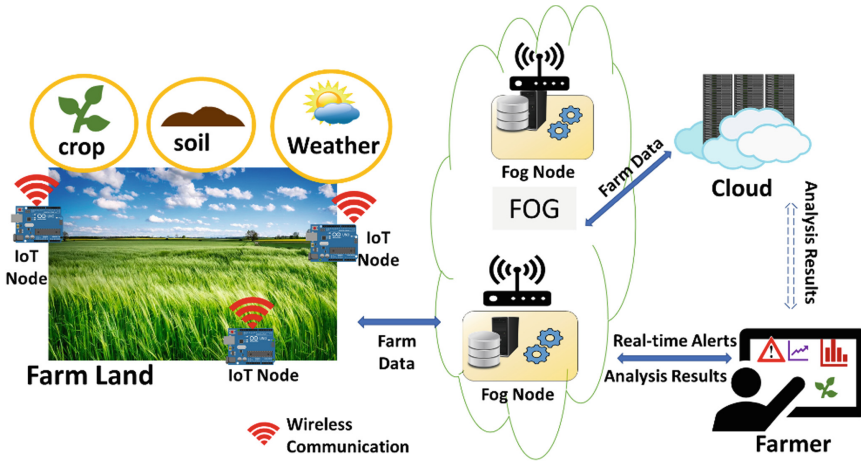 crop
soil
Weather
IoT
Node
IoT
Node
IoT Node
Farm Land
Wireless
Communication
Farm
Data
Fog Node
FOG
Fog Node
Farm Data
Cloud
Analysis Results
Real-time Alerts
Analysis Results
Farmer